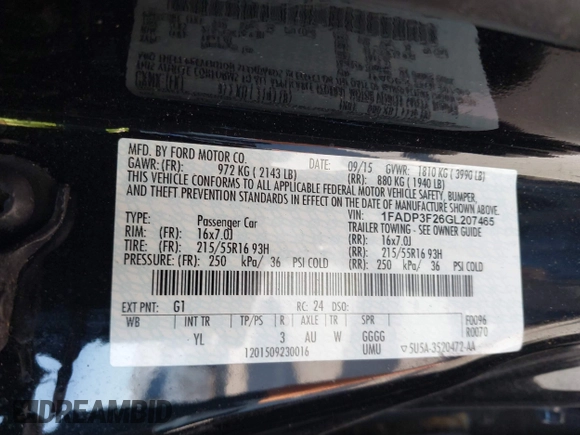 MFD. BY FORD MOTOR CO.
DATE: 09/15 GVWR: 1810 KG ( 3990 LB)
GAWR: (FR): 972 KG ( 2143 LB) (RR): 880 KG ( 1940 LB)
THIS VEHICLE CONFORMS TO ALL APPLICABLE FEDERAL MOTOR VEHICLE SAFETY, BUMPER,
AND THEFT PREVENTION STANDARDS IN EFFECT ON THE DATE OF MANUFACTURE SHOWN ABOVE.
VIN: 1FADP3F26GL207465
TYPE: Passenger Car TRAILER TOWING - SEE OWNER GUIDE
RIM: (FR): 16x7.0J (RR): 16x7.0J
TIRE: (FR): 215/55R16 93H (RR): 215/55R16 93H
PRESSURE: (FR): 250 kPa/ 36 PSI COLD (RR): 250 kPa/ 36 PSI COLD
EXT PNT: G1 RC: 24 DSO: F0096
WB INT TR TP/PS R AXLE TR SPR R0070
YL 3 AU W GGGG
1201509230016 UMU ▽ 5U5A-3520472-AA
DREAMBID